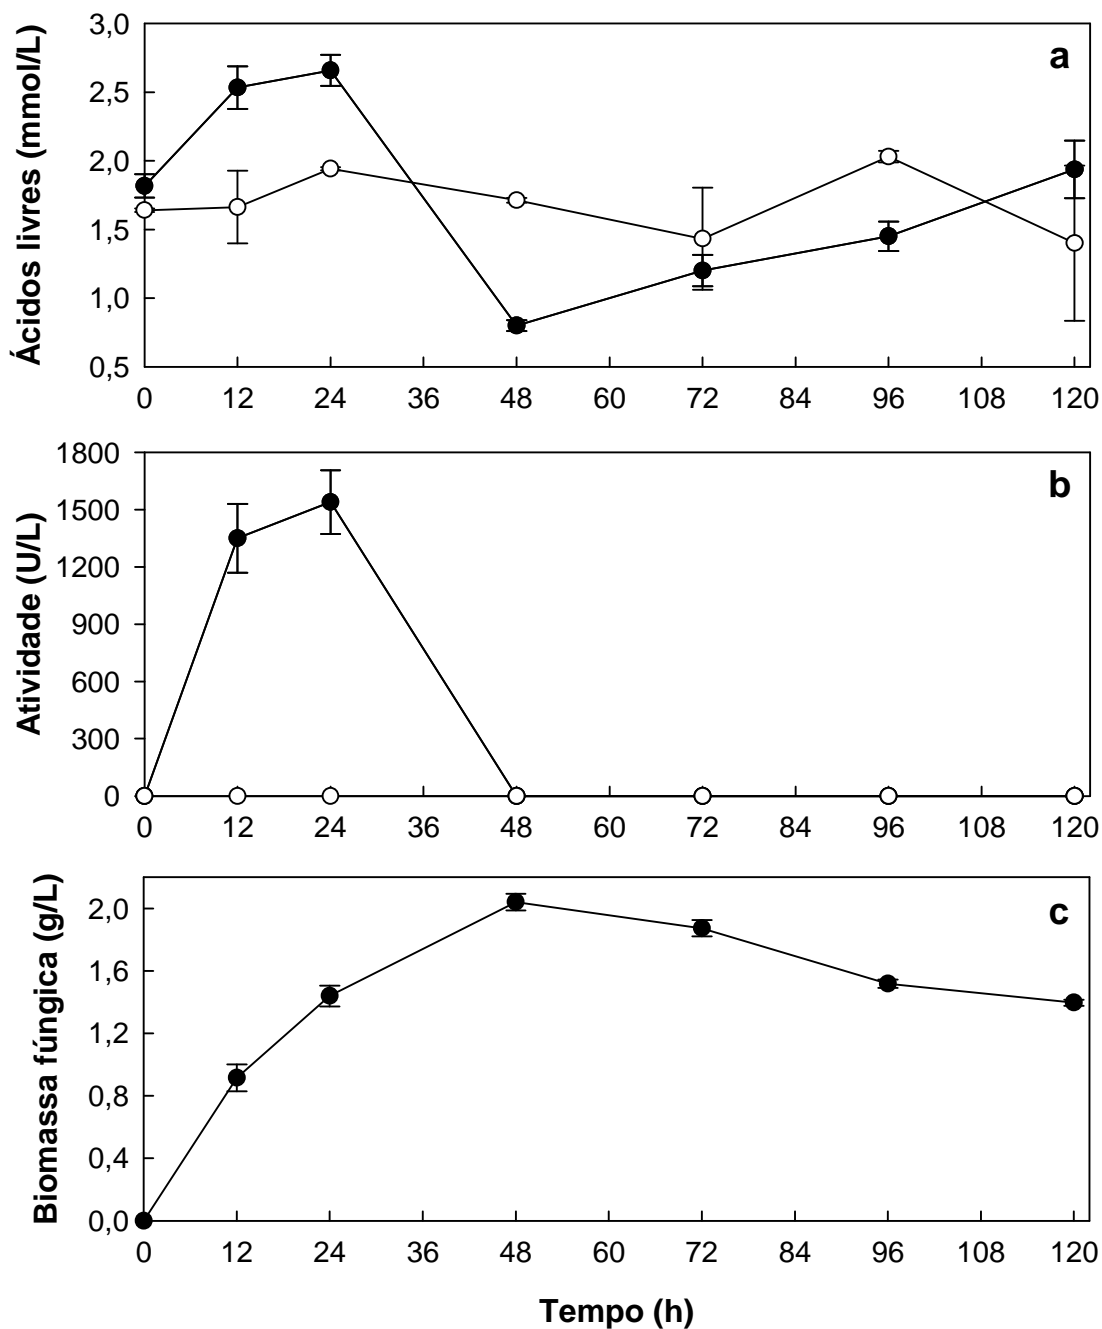 a
Ácidos livres (mmol/L)
3,0
2,5
2,0
1,5
1,0
0,5
0 12 24 36 48 60 72 84 96 108 120
b
Atividade (U/L)
1800
1500
1200
900
600
300
0
0 12 24 36 48 60 72 84 96 108 120
c
Biomassa fúngica (g/L)
2,0
1,6
1,2
0,8
0,4
0,0
0 12 24 36 48 60 72 84 96 108 120
Tempo (h)